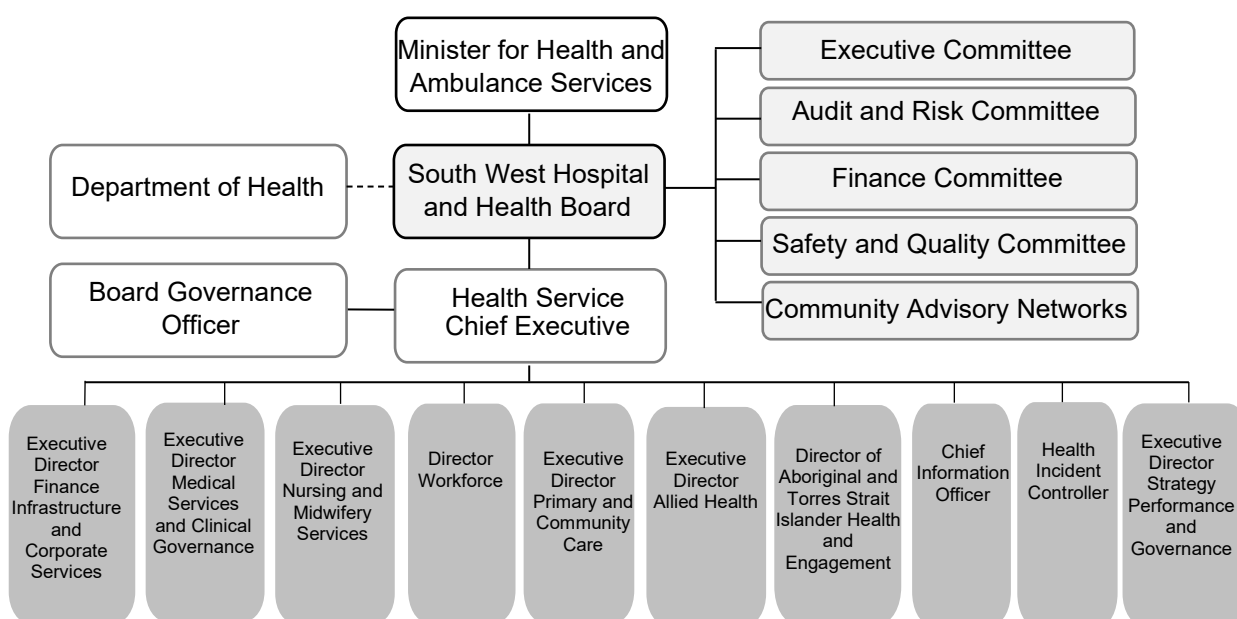 Minister for Health and
Ambulance Services
Executive Committee
Audit and Risk Committee
Finance Committee
Safety and Quality Committee
Community Advisory Networks
Department of Health
South West Hospital
and Health Board
Board Governance
Officer
Health Service
Chief Executive
Executive
Director
Finance
Infrastructure
and
Corporate
Services
Executive
Director
Medical
Services
and Clinical
Governance
Executive
Director
Nursing and
Midwifery
Services
Director
Workforce
Executive
Director
Primary and
Community
Care
Executive
Director
Allied Health
Director of
Aboriginal and
Torres Strait
Islander Health
and
Engagement
Chief
Information
Officer
Health
Incident
Controller
Executive
Director
Strategy
Performance
and
Governance